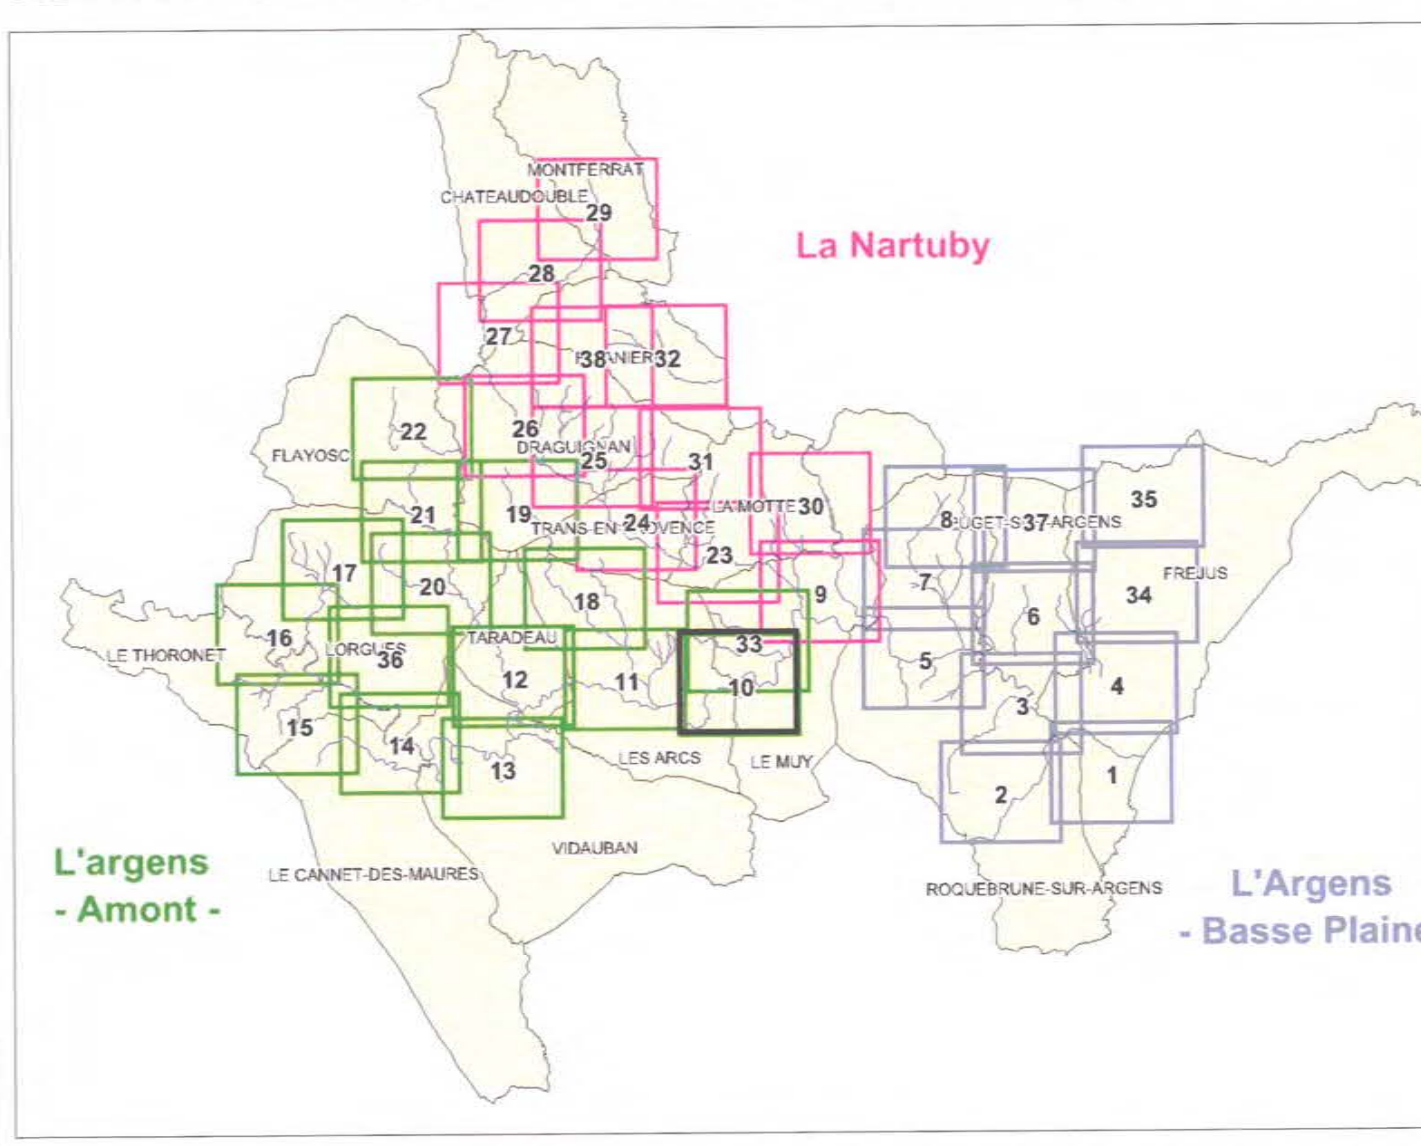 MONTFERRAT
CHATEAUDOUBLE
29
La Nartuby
28
27
38 32
22
26
FLAYOSC
DRAGUIGNAN
25
31
35
21
19
TRANS-EN-PROVENCE
24
LA MOTTE
30
8
37
23
17
20
18
9
7
34
FREJUS
16
LE THORONET
LORGUES
36
TARADEAU
33
6
12
11
10
5
4
15
14
3
13
LES ARCS
LE MUY
2
1
VIDAUBAN
L'argens
- Amont -
LE CANNET-DES-MAURES
ROQUEBRUNE-SUR-ARGENS
L'Argens
- Basse Plaine